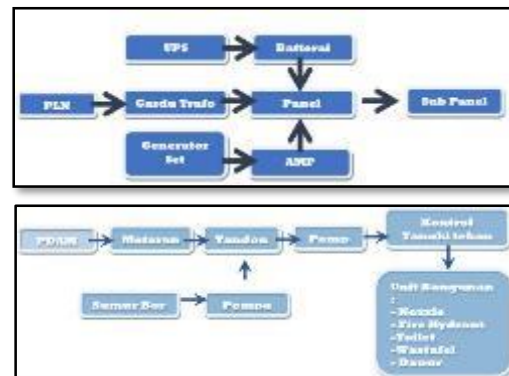 UPS
Batterai
PLN
Gardu Trafo
Panel
Sub Panel
Generator
Set
AMF
PDAM
Meteran
Tandon
Pomp
Kontrol
Tangki tekan
Sumur Bor
Pompa
Unit Bangunan
:
- Nozzle
- Fire Hydrant
- Toilet
- Wastafel
- Dapur